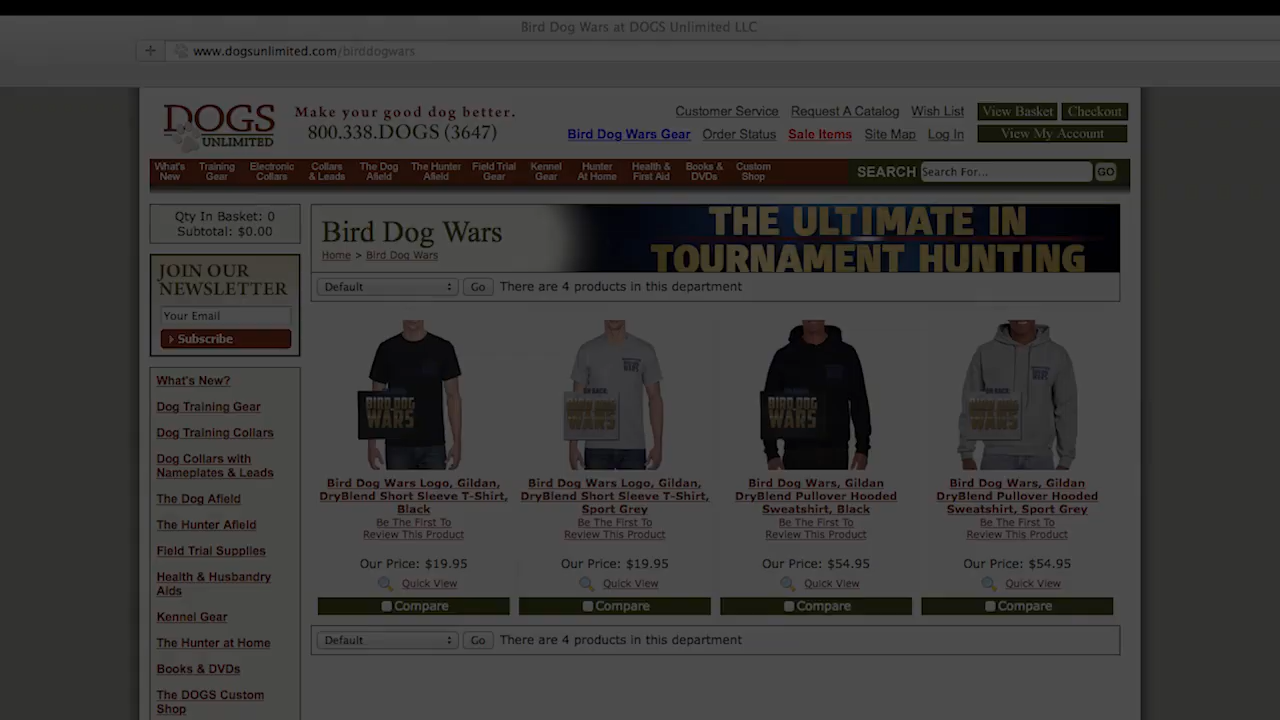 Bird Dog Wars at DOGS Unlimited LLC
+ www.dogsunlimited.com/birddogwars
DOGS
UNLIMITED
Make your good dog better.
800.338.DOGS (3647)
Customer Service Request A Catalog Wish List
Bird Dog Wars Gear Order Status Sale Items Site Map Log In
View Basket Checkout
View My Account
What's New
Training Gear
Electronic Collars
Collars & Leads
The Dog Afield
The Hunter Afield
Field Trial Gear
Kennel Gear
Hunter At Home
Health & First Aid
Books & DVDs
Custom Shop
SEARCH Search For... GO
Qty In Basket: 0
Subtotal: $0.00
JOIN OUR
NEWSLETTER
Your Email
Subscribe
What's New?
Dog Training Gear
Dog Training Collars
Dog Collars with
Nameplates & Leads
The Dog Afield
The Hunter Afield
Field Trial Supplies
Health & Husbandry
Aids
Kennel Gear
The Hunter at Home
Books & DVDs
The DOGS Custom
Shop
Bird Dog Wars
Home > Bird Dog Wars
THE ULTIMATE IN
TOURNAMENT HUNTING
Default Go There are 4 products in this department
BIRD DOG
WARS
Bird Dog Wars Logo, Gildan,
DryBlend Short Sleeve T-Shirt,
Black
Be The First To
Review This Product
Our Price: $19.95
Quick View
Compare
BIRD DOG
WARS
Bird Dog Wars Logo, Gildan,
DryBlend Short Sleeve T-Shirt,
Sport Grey
Be The First To
Review This Product
Our Price: $19.95
Quick View
Compare
BIRD DOG
WARS
Bird Dog Wars, Gildan
DryBlend Pullover Hooded
Sweatshirt, Black
Be The First To
Review This Product
Our Price: $54.95
Quick View
Compare
BIRD DOG
WARS
Bird Dog Wars, Gildan
DryBlend Pullover Hooded
Sweatshirt, Sport Grey
Be The First To
Review This Product
Our Price: $54.95
Quick View
Compare
Default Go There are 4 products in this department